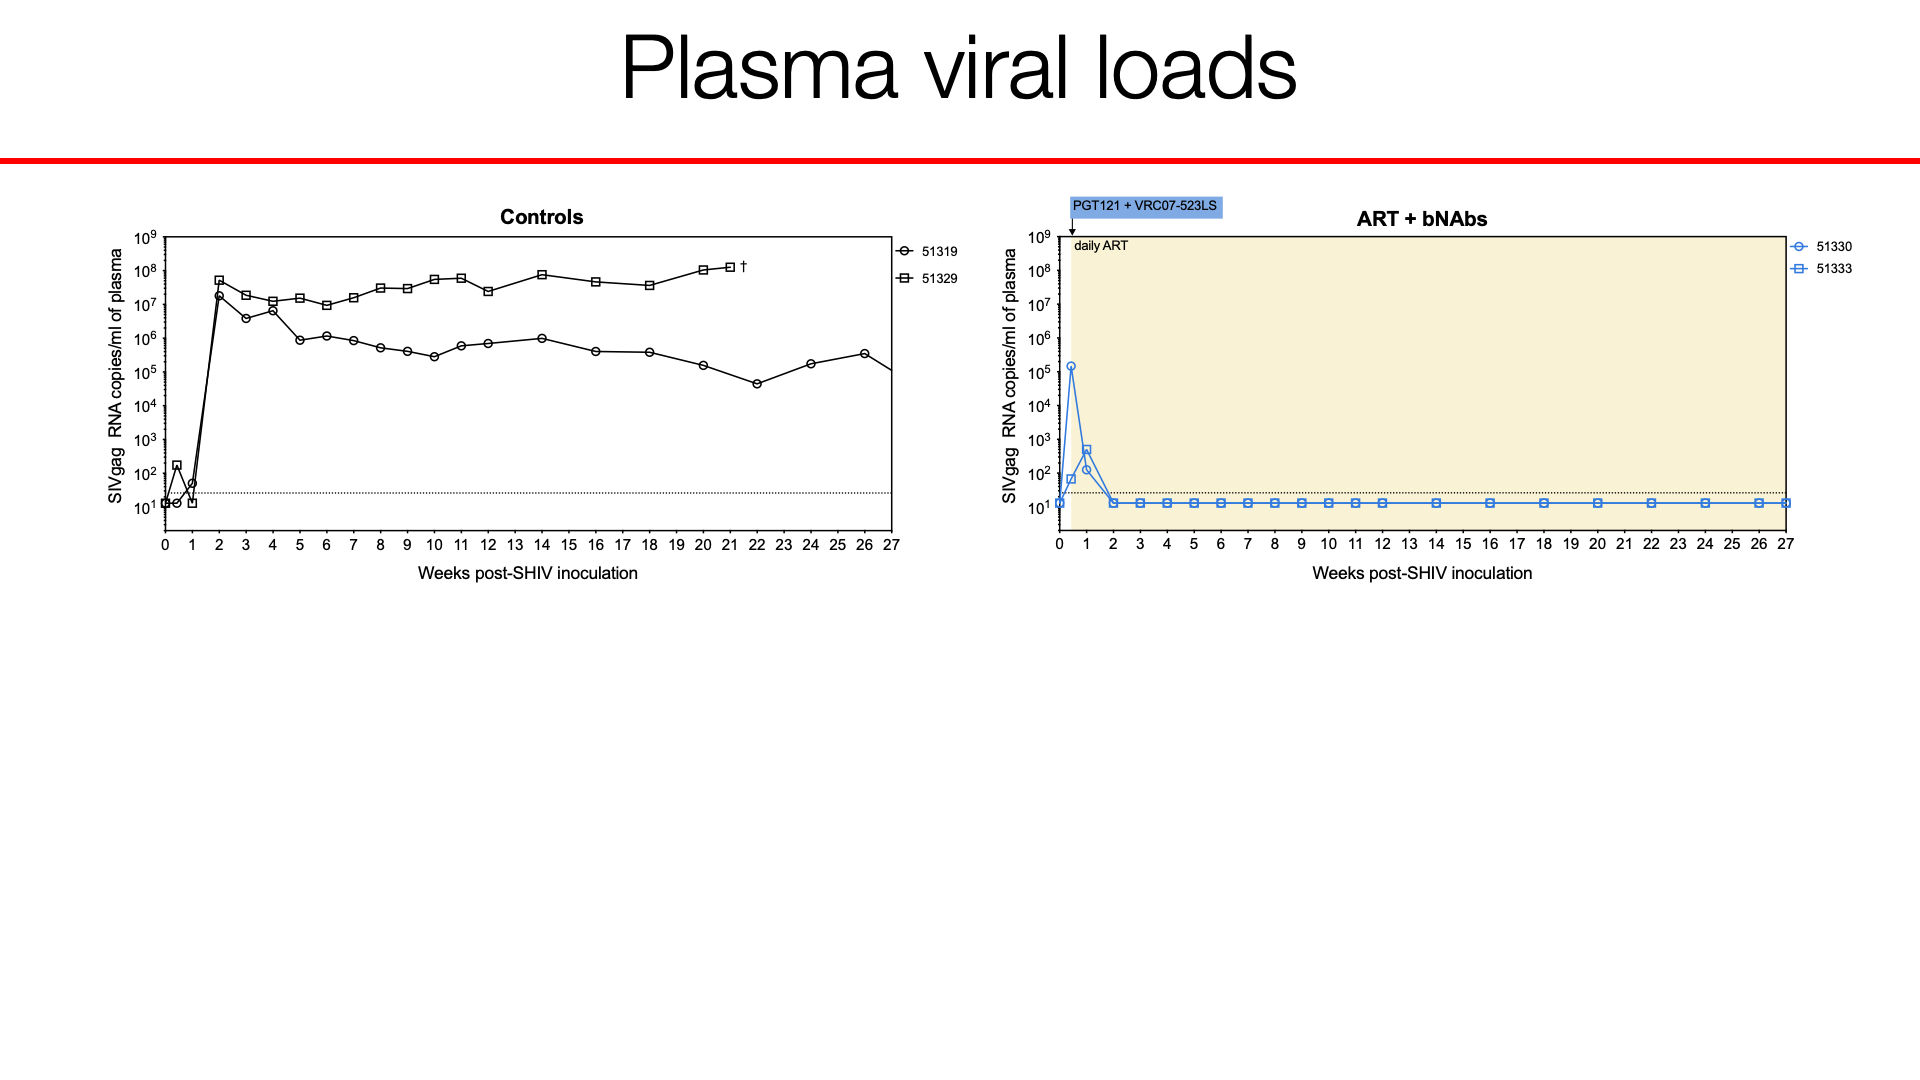 Plasma viral loads
Controls
SIVgag RNA copies/ml of plasma
10⁹
10⁸
10⁷
10⁶
10⁵
10⁴
10³
10²
10¹
†
51319
51329
0 1 2 3 4 5 6 7 8 9 10 11 12 13 14 15 16 17 18 19 20 21 22 23 24 25 26 27
Weeks post-SHIV inoculation
PGT121 + VRC07-523LS
ART + bNAbs
daily ART
SIVgag RNA copies/ml of plasma
10⁹
10⁸
10⁷
10⁶
10⁵
10⁴
10³
10²
10¹
51330
51333
0 1 2 3 4 5 6 7 8 9 10 11 12 13 14 15 16 17 18 19 20 21 22 23 24 25 26 27
Weeks post-SHIV inoculation